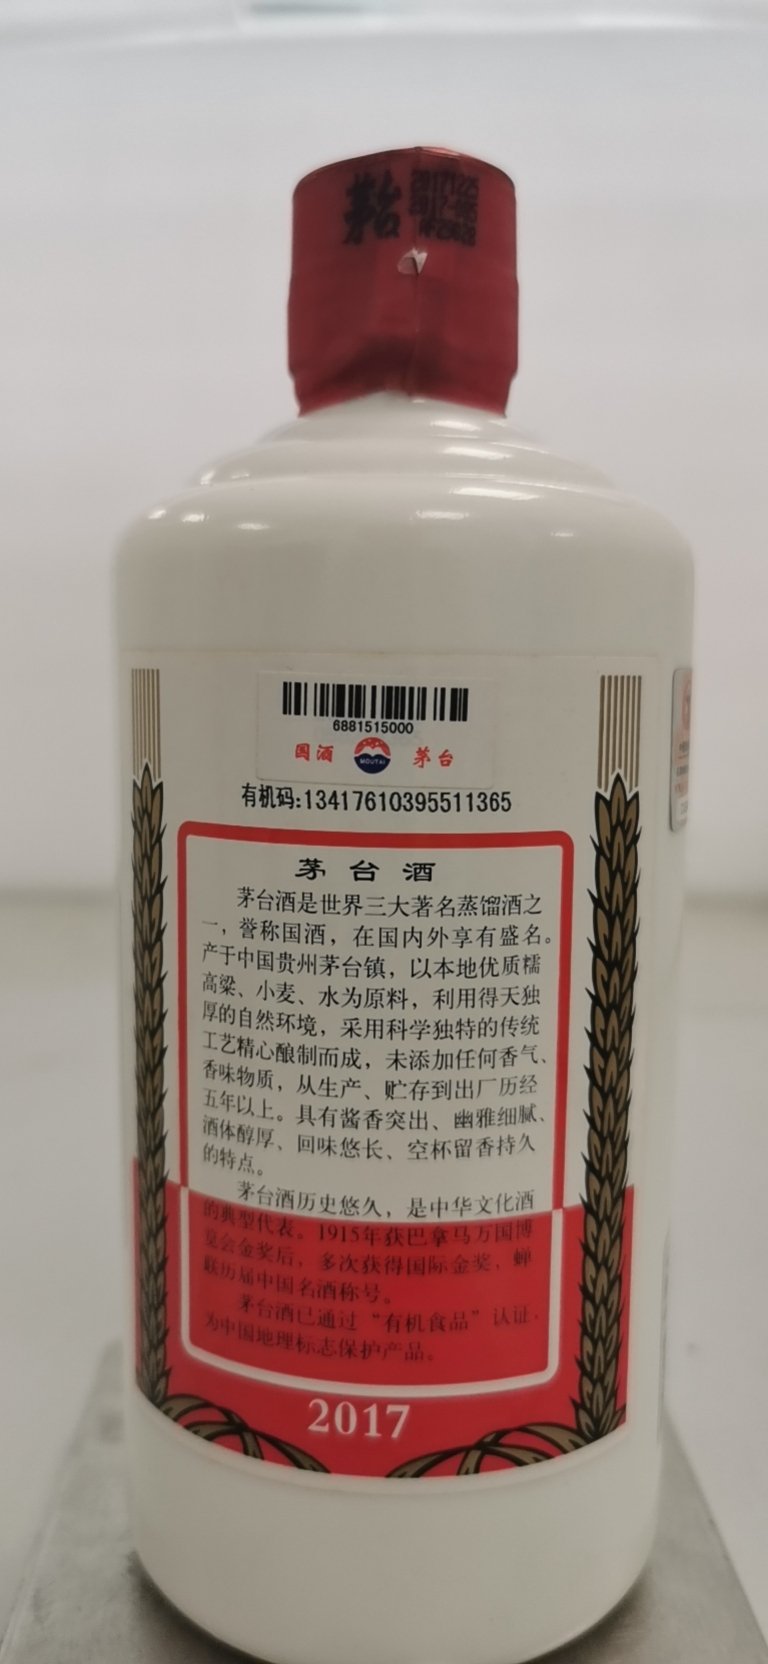 茅台
6881515000
国酒 MOUTAI 茅台
有机码:13417610395511365
茅台酒
茅台酒是世界三大著名蒸馏酒之
一，誉称国酒，在国内外享有盛名。
产于中国贵州茅台镇，以本地优质糯
高粱、小麦、水为原料，利用得天独
厚的自然环境，采用科学独特的传统
工艺精心酿制而成，未添加任何香气、
香味物质，从生产、贮存到出厂历经
五年以上。具有酱香突出、幽雅细腻、
酒体醇厚、回味悠长、空杯留香持久
的特点。
茅台酒历史悠久，是中华文化酒
的典型代表。1915年获巴拿马万国博
览会金奖后，多次获得国际金奖，蝉
联历届中国名酒称号。
茅台酒已通过“有机食品”认证，
为中国地理标志保护产品。
2017